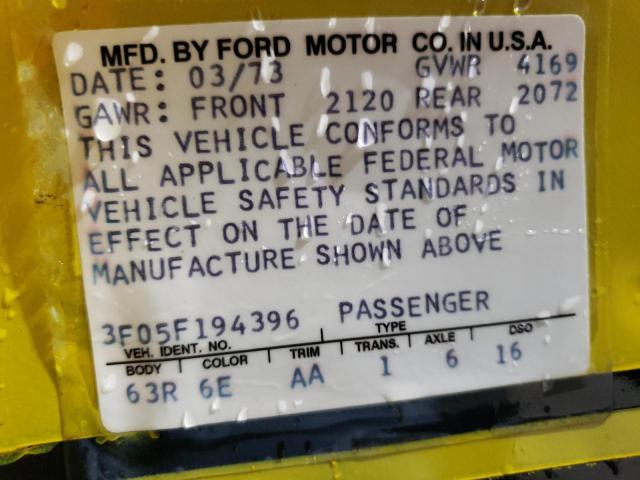 MFD. BY FORD MOTOR CO. IN U.S.A.
DATE: 03/73 GVWR 4169
GAWR: FRONT 2120 REAR 2072
THIS VEHICLE CONFORMS TO
ALL APPLICABLE FEDERAL MOTOR
VEHICLE SAFETY STANDARDS IN
EFFECT ON THE DATE OF
MANUFACTURE SHOWN ABOVE
3F05F194396 PASSENGER
VEH. IDENT. NO. TYPE
BODY COLOR TRIM TRANS. AXLE DSO
63R 6E AA 1 6 16